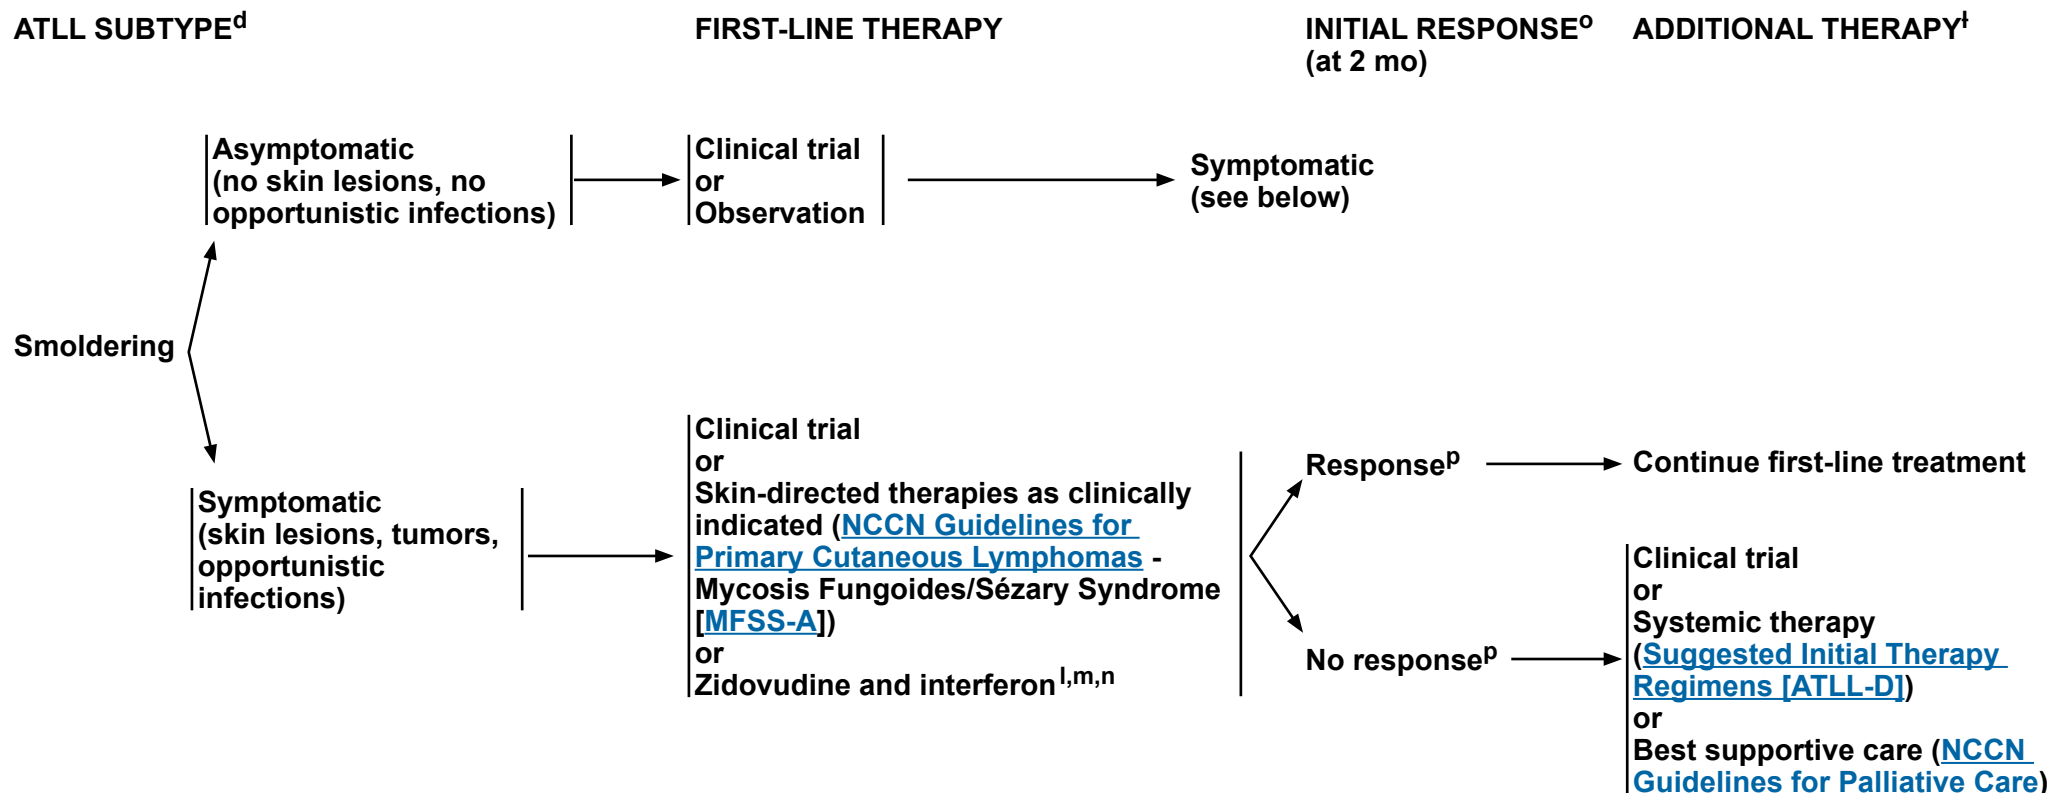 ATLL SUBTYPEᵈ
FIRST-LINE THERAPY
INITIAL RESPONSEᵒ
(at 2 mo)
ADDITIONAL THERAPYƚ
Asymptomatic
(no skin lesions, no
opportunistic infections)
Clinical trial
or
Observation
Symptomatic
(see below)
Smoldering
Symptomatic
(skin lesions, tumors,
opportunistic
infections)
Clinical trial
or
Skin-directed therapies as clinically
indicated (NCCN Guidelines for
Primary Cutaneous Lymphomas -
Mycosis Fungoides/Sézary Syndrome
[MFSS-A])
or
Zidovudine and interferonˡ,ᵐ,ⁿ
Responseᵖ
Continue first-line treatment
No responseᵖ
Clinical trial
or
Systemic therapy
(Suggested Initial Therapy
Regimens [ATLL-D])
or
Best supportive care (NCCN
Guidelines for Palliative Care)